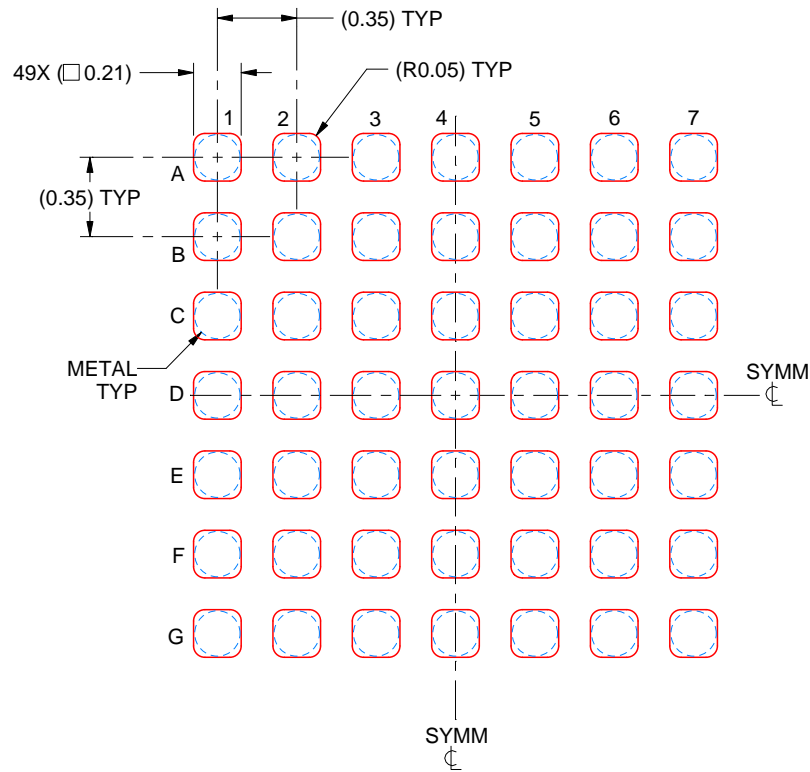 (0.35) TYP
49X (□ 0.21)
(R0.05) TYP
1 2 3 4 5 6 7
A
(0.35) TYP
B
C
METAL
TYP
D
SYMM
℄
E
F
G
SYMM
℄